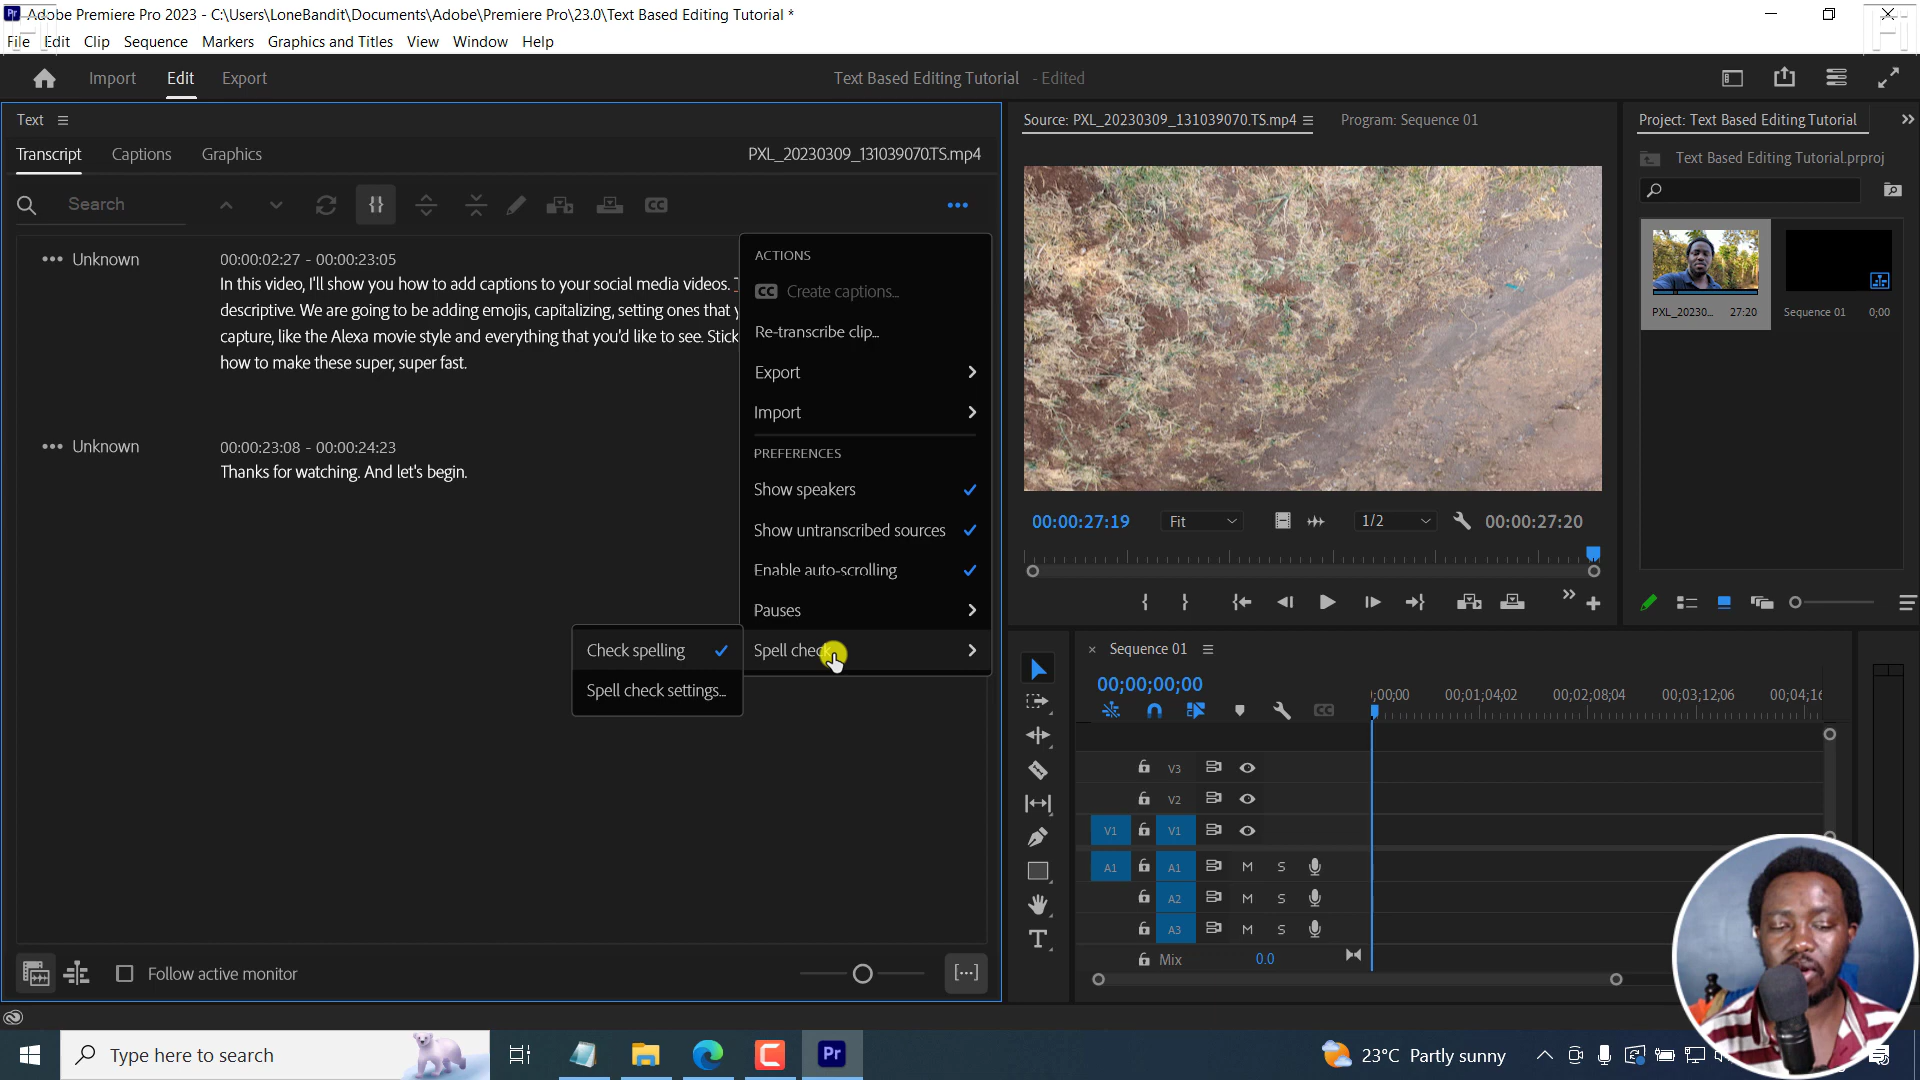 Adobe Premiere Pro 2023 - C:\Users\LoneBandit\Documents\Adobe\Premiere Pro\23.0\Text Based Editing Tutorial *
File Edit Clip Sequence Markers Graphics and Titles View Window Help
Import Edit Export
Text Based Editing Tutorial - Edited
Text
Transcript Captions Graphics
PXL_20230309_131039070.TS.mp4
Search
Unknown
00:00:02:27 - 00:00:23:05
In this video, I'll show you how to add captions to your social media videos.
descriptive. We are going to be adding emojis, capitalizing, setting ones that
capture, like the Alexa movie style and everything that you'd like to see. Stick
how to make these super, super fast.
Unknown
00:00:23:08 - 00:00:24:23
Thanks for watching. And let's begin.
ACTIONS
CC Create captions...
Re-transcribe clip...
Export
Import
PREFERENCES
Show speakers
Show untranscribed sources
Enable auto-scrolling
Pauses
Spell check
Check spelling
Spell check settings...
Follow active monitor
Source: PXL_20230309_131039070.TS.mp4
Program: Sequence 01
00:00:27:19
Fit
1/2
00:00:27:20
Project: Text Based Editing Tutorial
Text Based Editing Tutorial.prproj
PXL_20230... 27:20
Sequence 01 0;00
Sequence 01
00;00;00;00
;00;00 00;01;04;02 00;02;08;04 00;03;12;06 00;04;16
V3
V2
V1 V1
A1 A1 M S
A2 M S
A3 M S
Mix 0.0
Type here to search
Pr
23°C Partly sunny